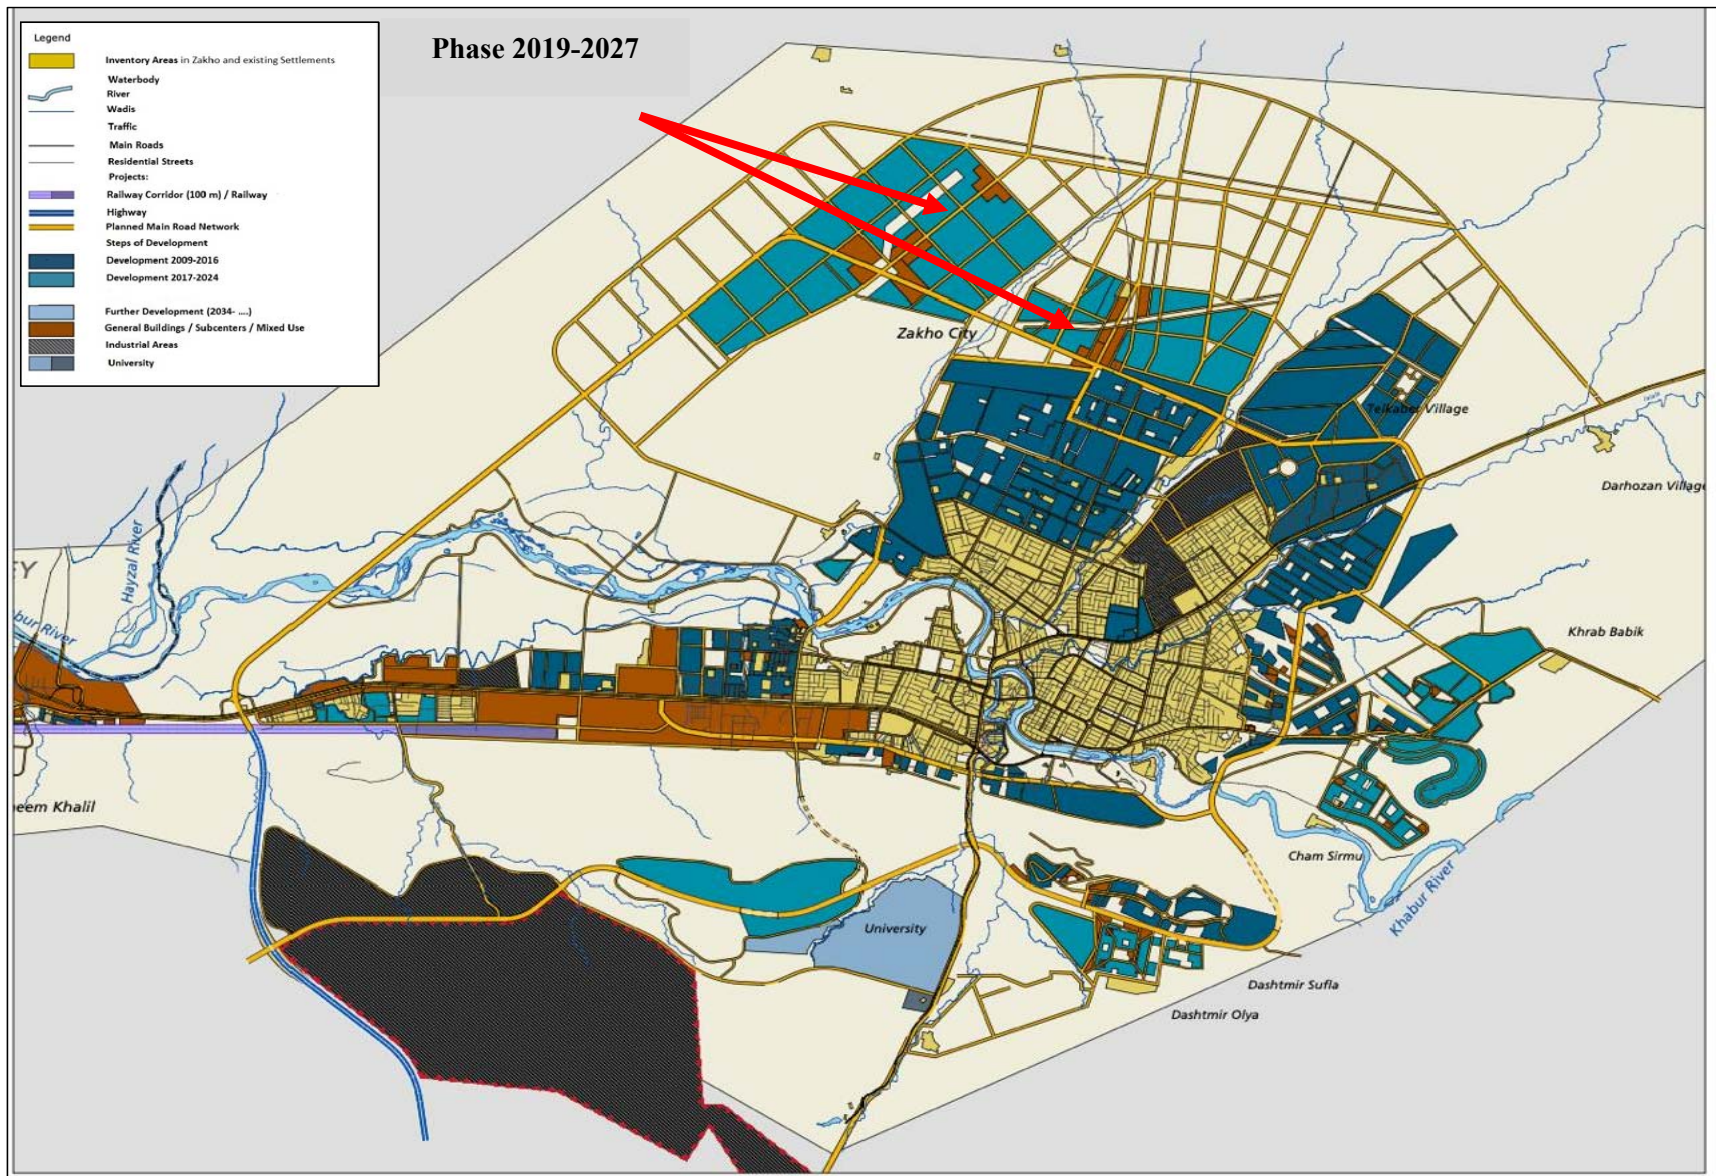 Phase 2019-2027
Legend
Inventory Areas in Zakho and existing Settlements
Waterbody
River
Wadis
Traffic
Main Roads
Residential Streets
Projects:
Railway Corridor (100 m) / Railway
Highway
Planned Main Road Network
Steps of Development
Development 2009-2016
Development 2017-2024
Further Development (2034- ....)
General Buildings / Subcenters / Mixed Use
Industrial Areas
University
Zakho City
Teikaber Village
Darhozan Village
Hayzal River
EY
bur River
Khrab Babik
eem Khalil
Cham Sirmu
Khabur River
University
Dashtmir Sufla
Dashtmir Olya